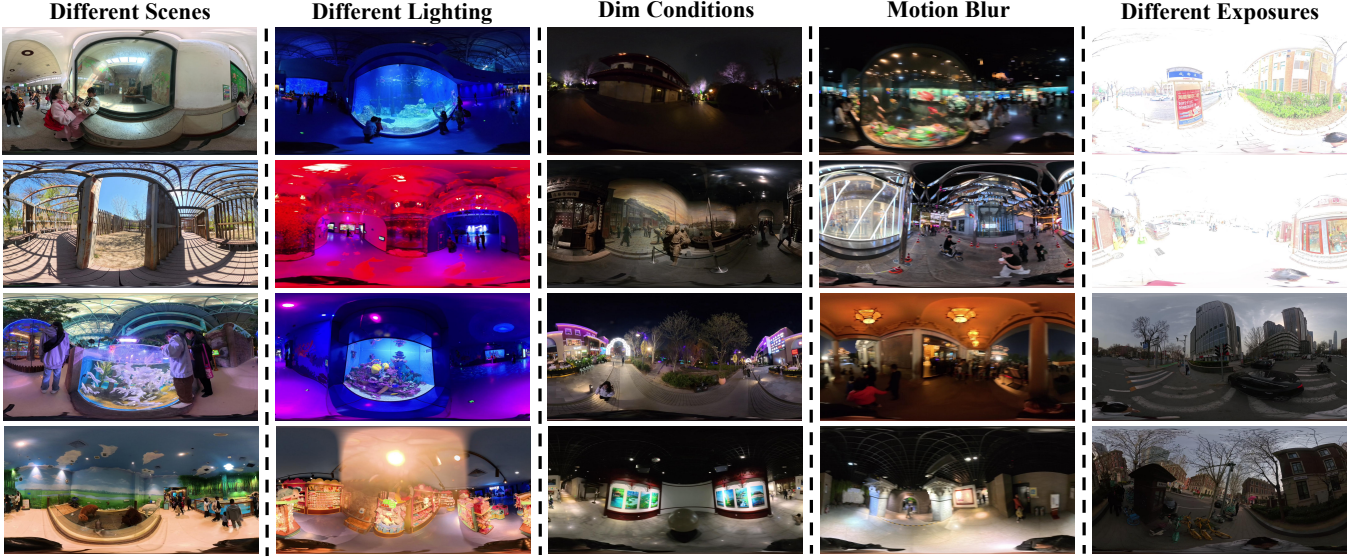 Different Scenes
Different Lighting
Dim Conditions
Motion Blur
Different Exposures